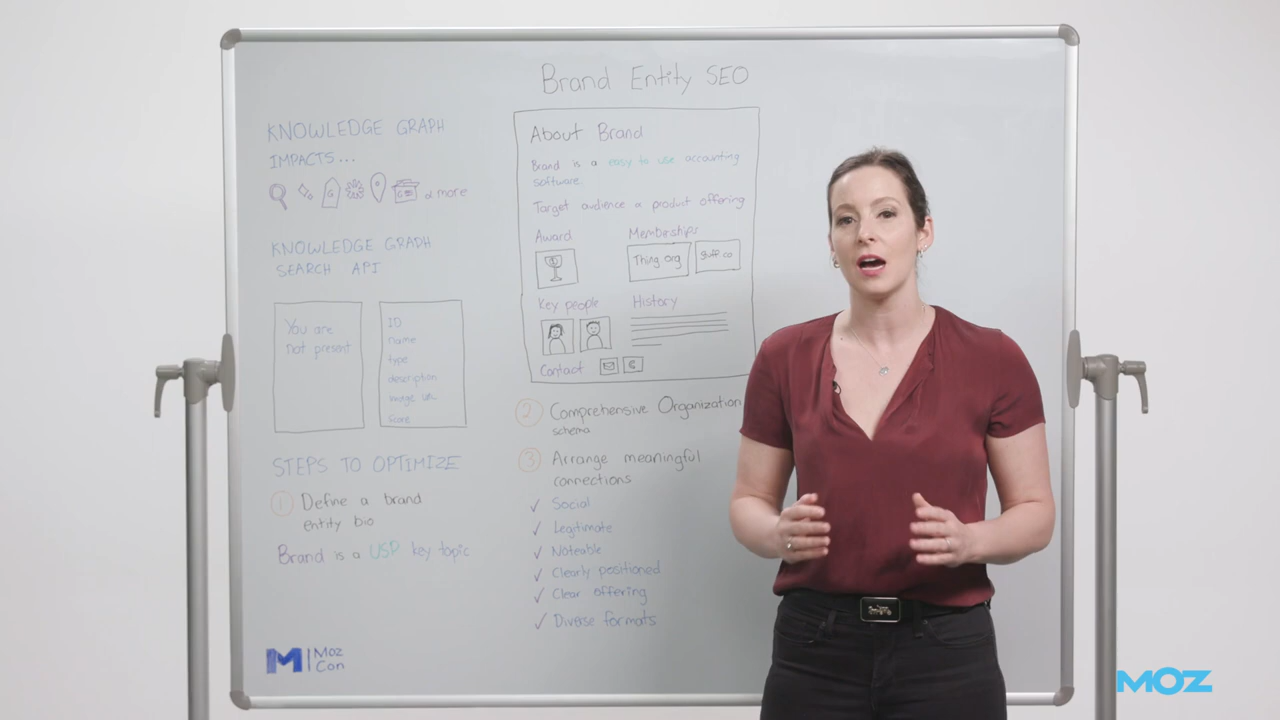 Brand Entity SEO
KNOWLEDGE GRAPH
IMPACTS...
G
& more
KNOWLEDGE GRAPH
SEARCH API
You are
not present
ID
name
type
description
score
STEPS TO OPTIMIZE
1 Define a brand
entity bio
Brand is a USP key topic
M | Moz
Con
About Brand
Brand is a easy to use accounting
software.
Target audience & product offering
Award
Memberships
Thing org
guff.co
Key people
History
Contact
2 Comprehensive Organization
schema
3 Arrange meaningful
connections
✓ Social
✓ Legitimate
✓ Noteable
✓ Clearly positioned
✓ Clear offering
✓ Diverse formats
MOZ